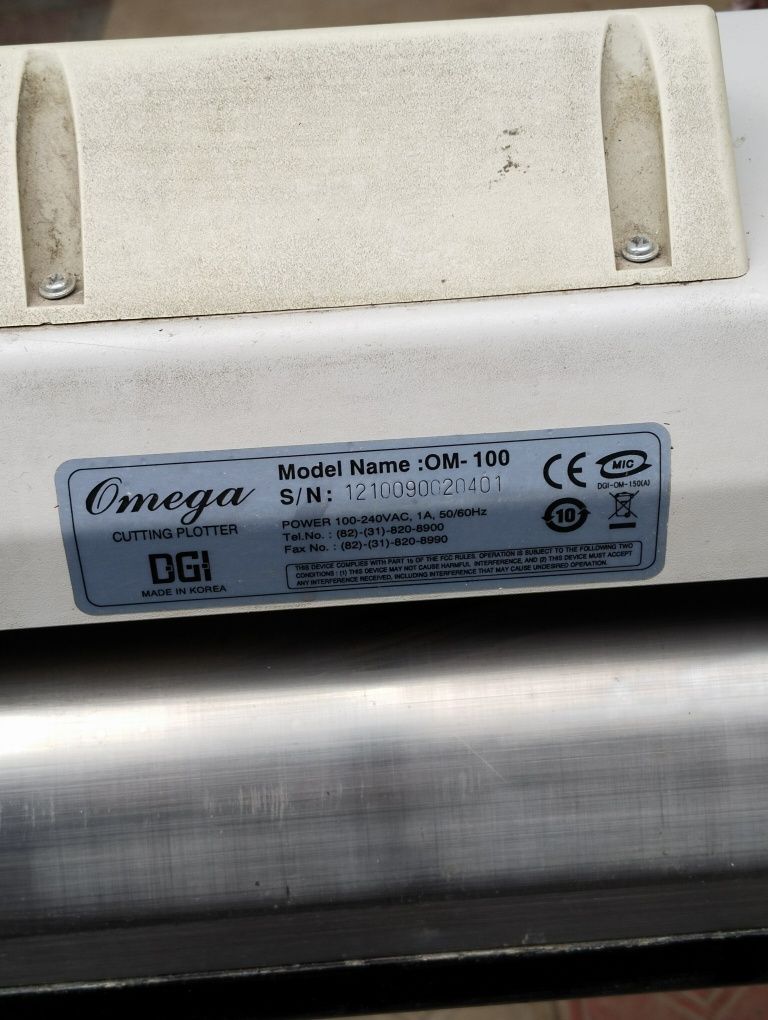 Omega
CUTTING PLOTTER
DGI
MADE IN KOREA
Model Name :OM- 100
S/N : 1210090020401
POWER 100-240VAC, 1A, 50/60Hz
Tel.No. : (82)-(31)-820-8900
Fax No. : (82)-(31)-820-8990
THIS DEVICE COMPLIES WITH PART 15 OF THE FCC RULES. OPERATION IS SUBJECT TO THE FOLLOWING TWO
CONDITIONS : (1) THIS DEVICE MAY NOT CAUSE HARMFUL INTERFERENCE, AND (2) THIS DEVICE MUST ACCEPT
ANY INTERFERENCE RECEIVED, INCLUDING INTERFERENCE THAT MAY CAUSE UNDESIRED OPERATION.
CE
MIC
DGI-OM-150(A)
10